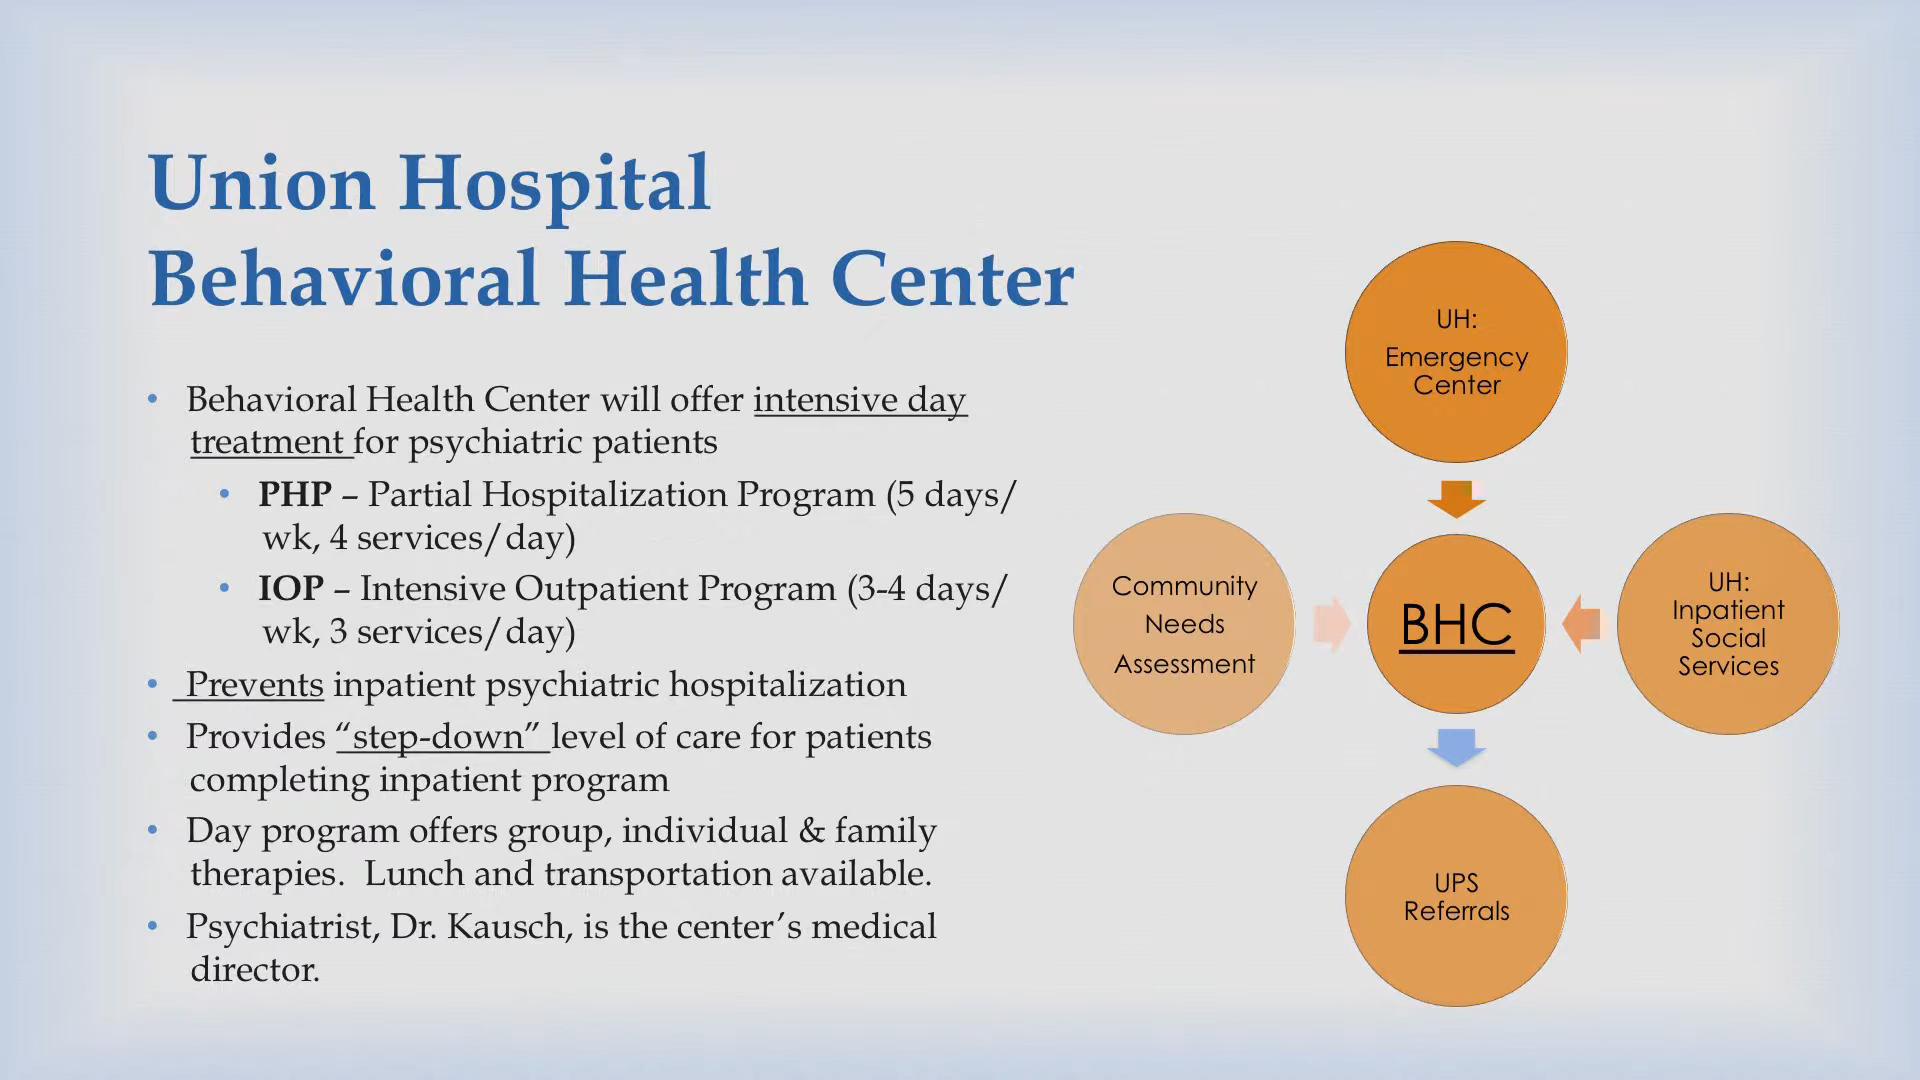 Union Hospital
Behavioral Health Center
• Behavioral Health Center will offer intensive day
treatment for psychiatric patients
• PHP – Partial Hospitalization Program (5 days/
wk, 4 services/day)
• IOP – Intensive Outpatient Program (3-4 days/
wk, 3 services/day)
• Prevents inpatient psychiatric hospitalization
• Provides “step-down” level of care for patients
completing inpatient program
• Day program offers group, individual & family
therapies.  Lunch and transportation available.
• Psychiatrist, Dr. Kausch, is the center’s medical
director.
UH:
Emergency
Center
Community
Needs
Assessment
BHC
UH:
Inpatient
Social
Services
UPS
Referrals